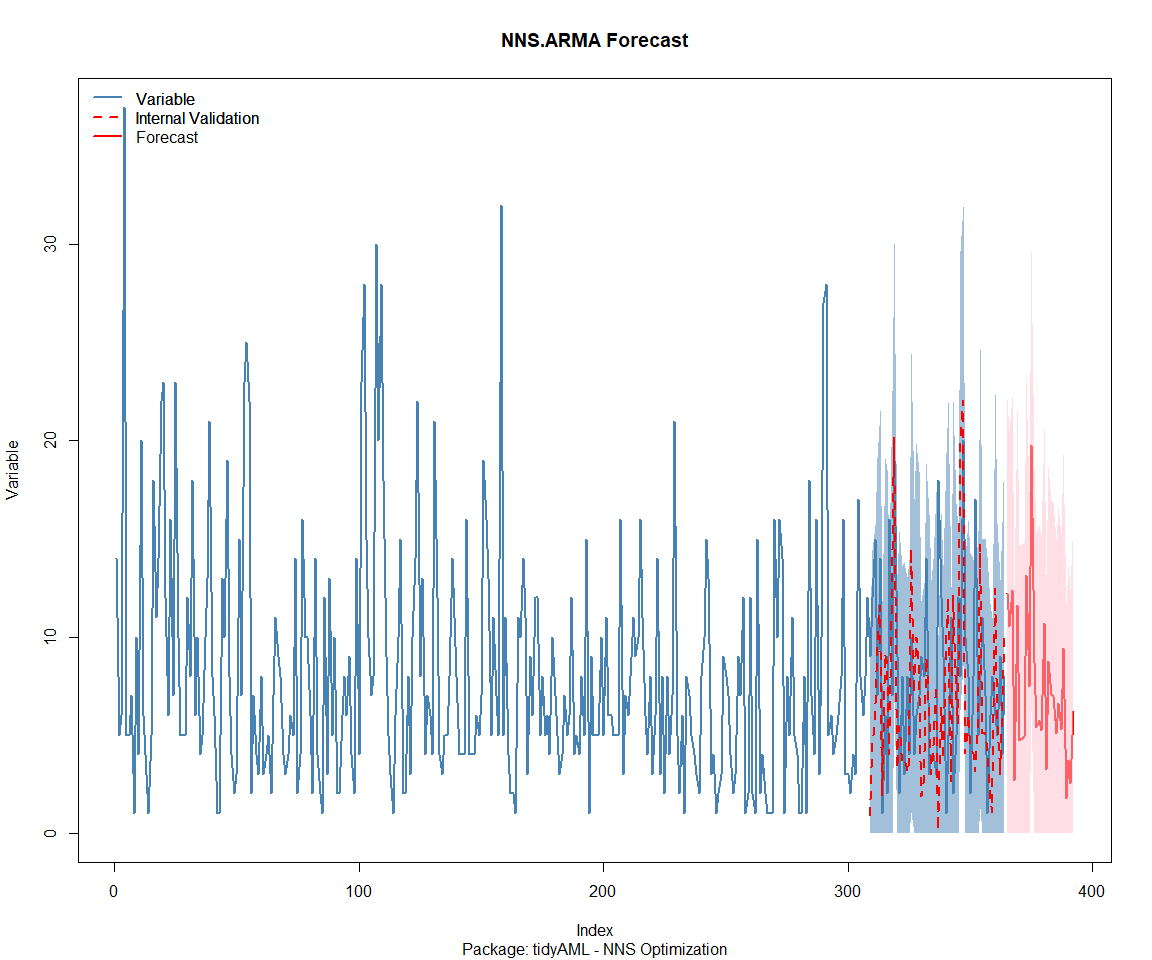 NNS.ARMA Forecast
Variable
Internal Validation
Forecast
Variable
30
20
10
0
0
100
200
300
400
Index
Package: tidyAML - NNS Optimization